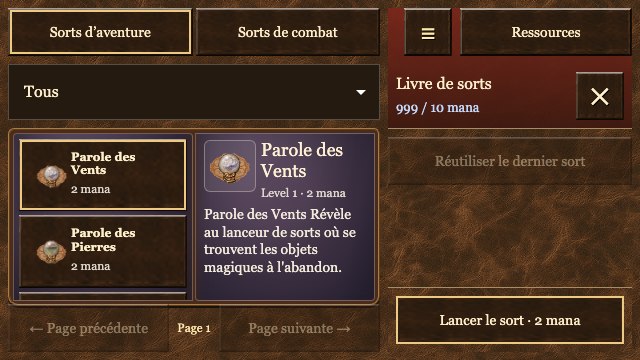 Sorts d’aventure
Sorts de combat
≡
Ressources
Tous
Livre de sorts
999 / 10 mana
×
Parole des
Vents
2 mana
Parole des
Pierres
2 mana
Parole des
Vents
Level 1 · 2 mana
Parole des Vents Révèle
au lanceur de sorts où se
trouvent les objets
magiques à l'abandon.
Réutiliser le dernier sort
← Page précédente
Page 1
Page suivante →
Lancer le sort · 2 mana